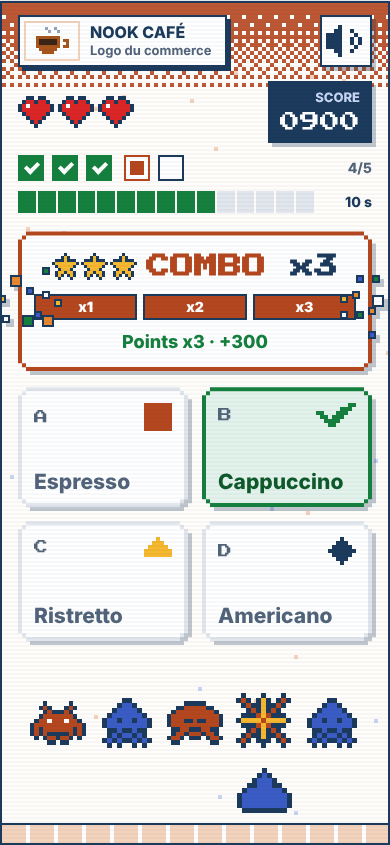 NOOK CAFÉ
Logo du commerce
SCORE
0900
4/5
10 s
COMBO x3
x1 x2 x3
Points x3 · +300
A
Espresso
B
Cappuccino
C
Ristretto
D
Americano